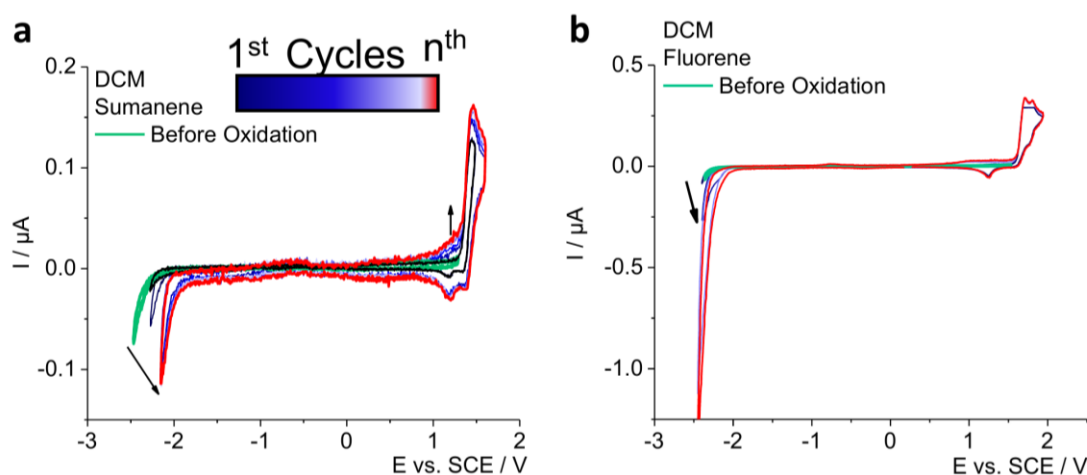 a
1st Cycles nth
DCM
Sumanene
Before Oxidation
I / µA
0.2
0.1
0.0
-0.1
-3 -2 -1 0 1 2
E vs. SCE / V
b
DCM
Fluorene
Before Oxidation
I / µA
0.5
0.0
-0.5
-1.0
-3 -2 -1 0 1 2
E vs. SCE / V